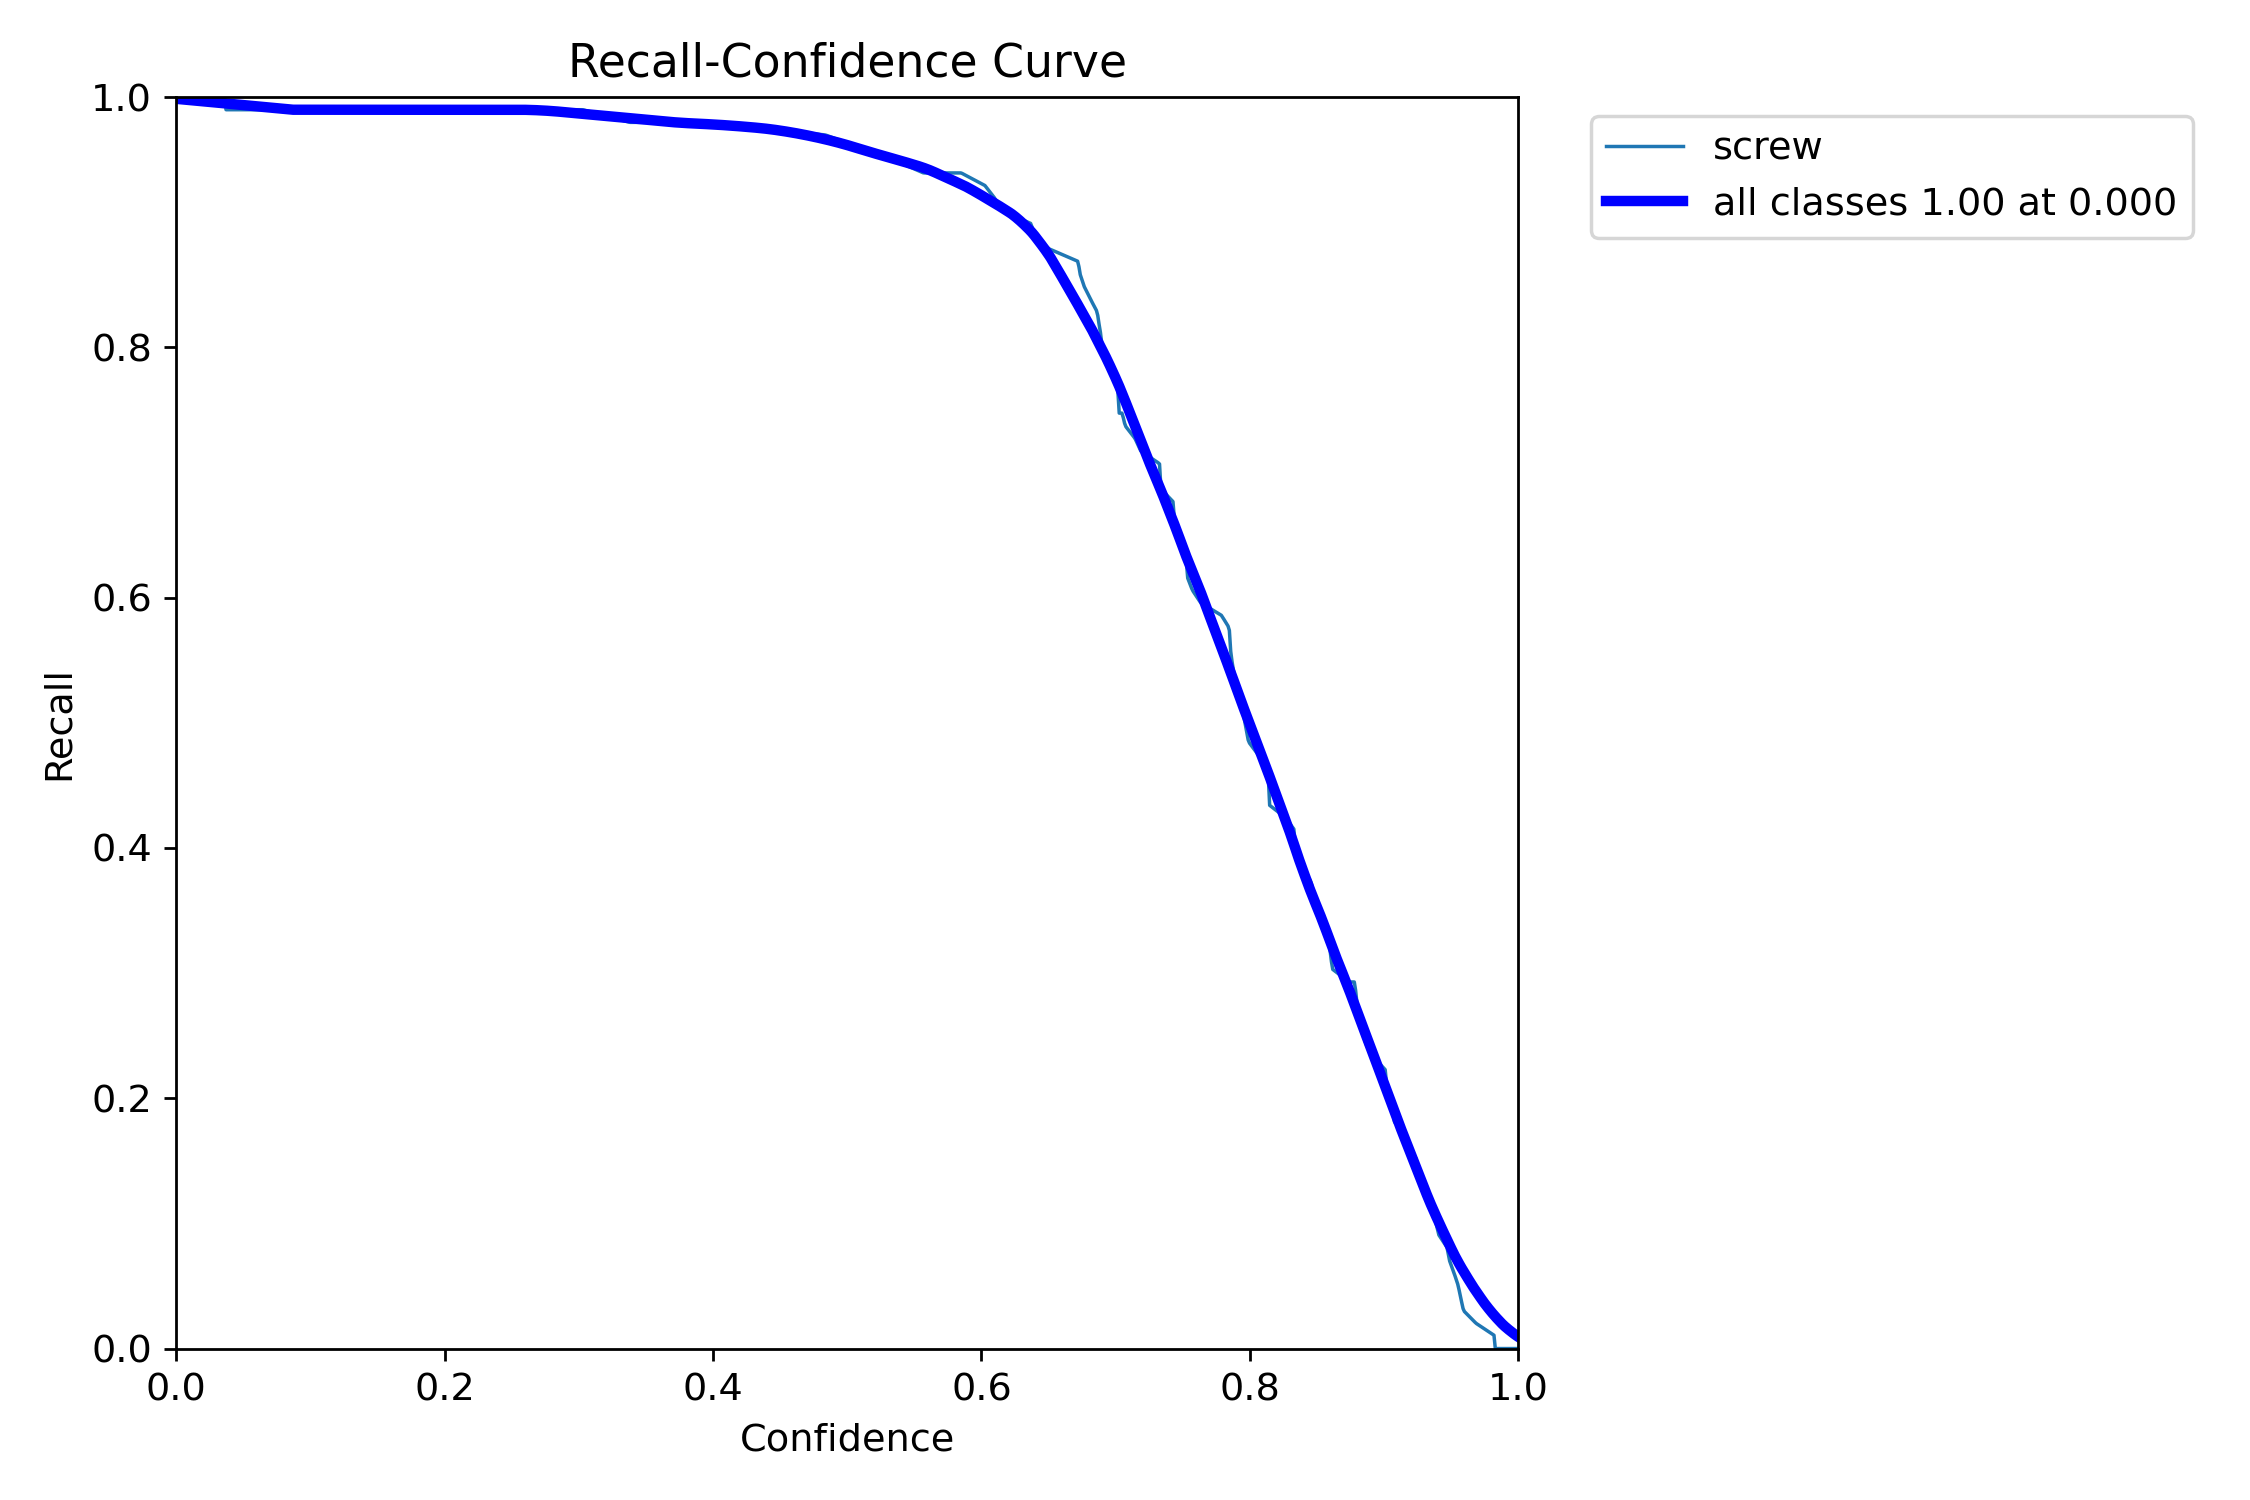 Recall-Confidence Curve
1.0
0.8
0.6
0.4
0.2
0.0
Recall
0.0 0.2 0.4 0.6 0.8 1.0
Confidence
screw
all classes 1.00 at 0.000